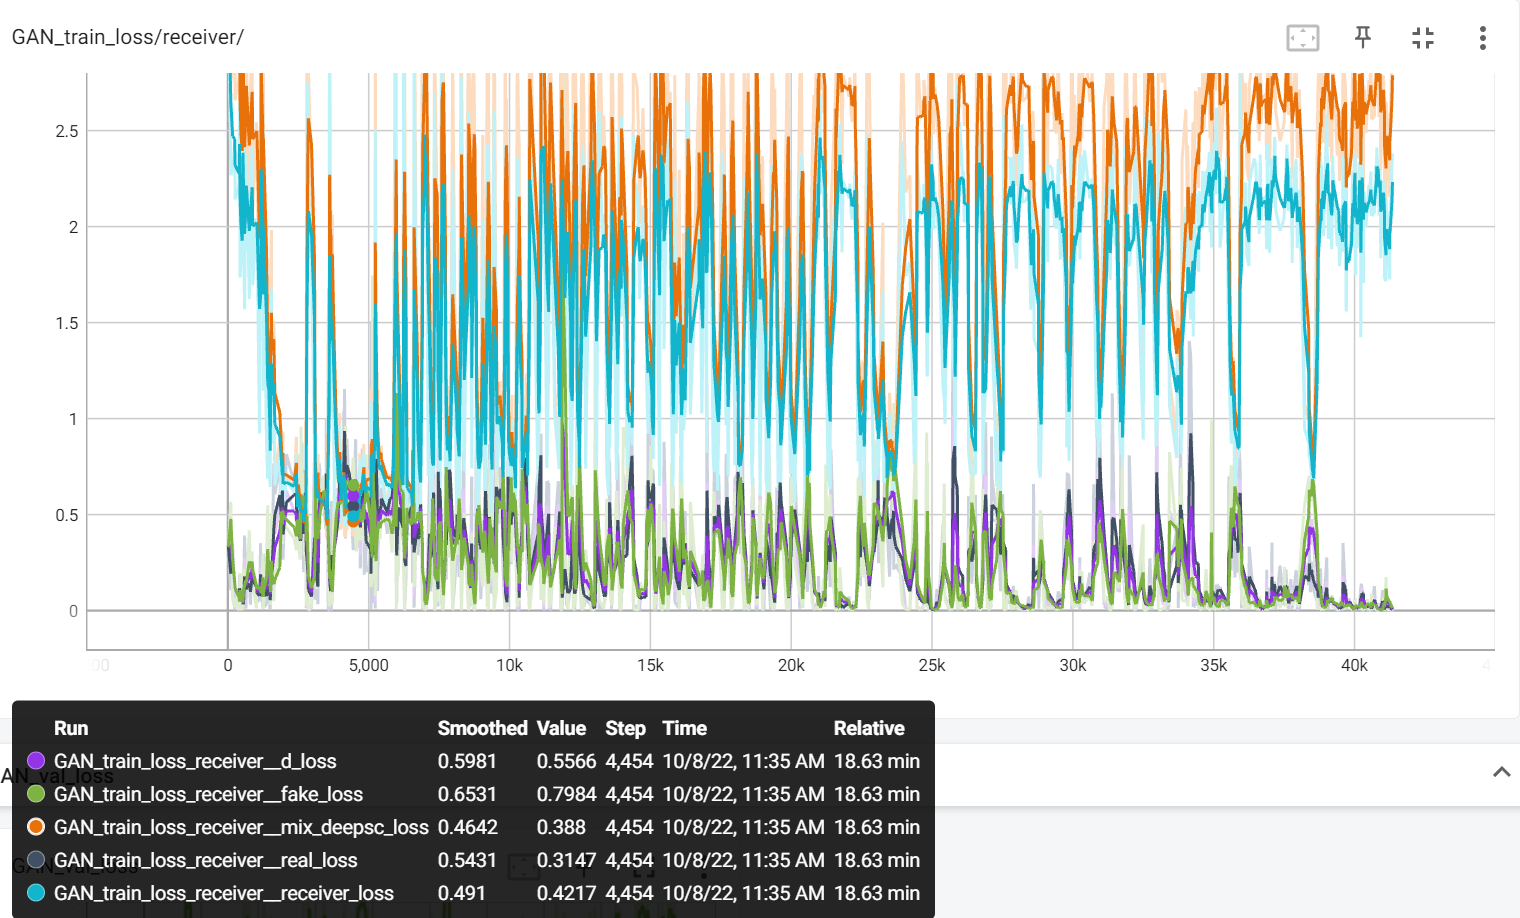 GAN_train_loss/receiver/
2.5
2
1.5
1
0.5
0
00 0 5,000 10k 15k 20k 25k 30k 35k 40k 4
Run Smoothed Value Step Time Relative
GAN_train_loss_receiver__d_loss 0.5981 0.5566 4,454 10/8/22, 11:35 AM 18.63 min
AN_val_loss
GAN_train_loss_receiver__fake_loss 0.6531 0.7984 4,454 10/8/22, 11:35 AM 18.63 min
GAN_train_loss_receiver__mix_deepsc_loss 0.4642 0.388 4,454 10/8/22, 11:35 AM 18.63 min
GAN_train_loss_receiver__real_loss 0.5431 0.3147 4,454 10/8/22, 11:35 AM 18.63 min
GAN_val_loss
GAN_train_loss_receiver__receiver_loss 0.491 0.4217 4,454 10/8/22, 11:35 AM 18.63 min